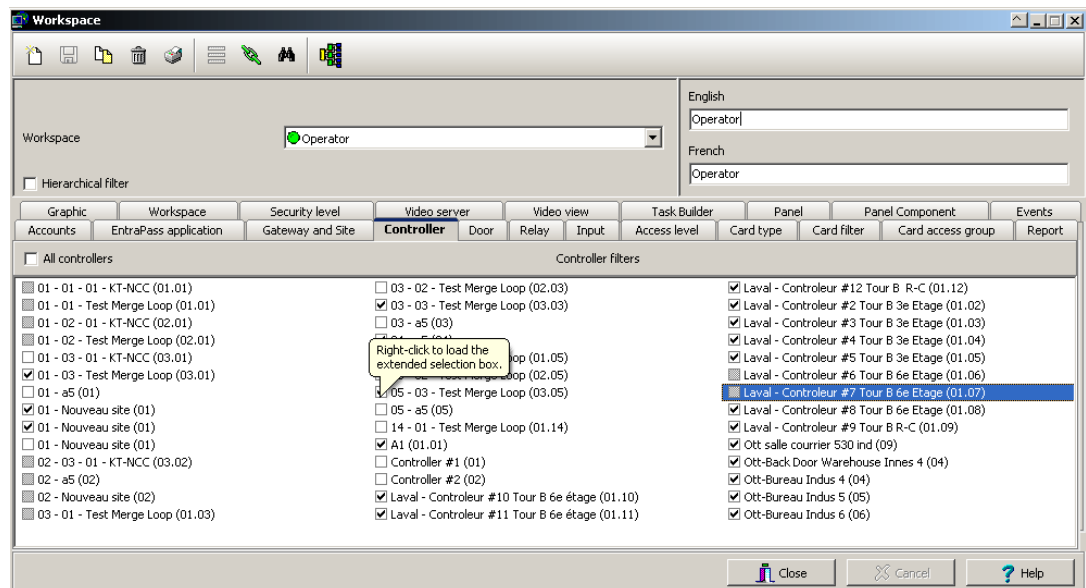 Workspace
English
Operator
Workspace
Operator
French
Operator
Hierarchical filter
Graphic Workspace Security level Video server Video view Task Builder Panel Panel Component Events
Accounts EntraPass application Gateway and Site Controller Door Relay Input Access level Card type Card filter Card access group Report
All controllers
Controller filters
01 - 01 - 01 - KT-NCC (01.01)
01 - 01 - Test Merge Loop (01.01)
01 - 02 - 01 - KT-NCC (02.01)
01 - 02 - Test Merge Loop (02.01)
01 - 03 - 01 - KT-NCC (03.01)
01 - 03 - Test Merge Loop (03.01)
01 - a5 (01)
01 - Nouveau site (01)
01 - Nouveau site (01)
01 - Nouveau site (01)
02 - 03 - 01 - KT-NCC (03.02)
02 - a5 (02)
02 - Nouveau site (02)
03 - 01 - Test Merge Loop (01.03)
03 - 02 - Test Merge Loop (02.03)
03 - 03 - Test Merge Loop (03.03)
03 - a5 (03)
Right-click to load the
extended selection box.
oop (01.05)
Test Merge Loop (02.05)
05 - 03 - Test Merge Loop (03.05)
05 - a5 (05)
14 - 01 - Test Merge Loop (01.14)
A1 (01.01)
Controller #1 (01)
Controller #2 (02)
Laval - Controleur #10 Tour B 6e étage (01.10)
Laval - Controleur #11 Tour B 6e étage (01.11)
Laval - Controleur #12 Tour B R-C (01.12)
Laval - Controleur #2 Tour B 3e Etage (01.02)
Laval - Controleur #3 Tour B 3e Etage (01.03)
Laval - Controleur #4 Tour B 3e Etage (01.04)
Laval - Controleur #5 Tour B 3e Etage (01.05)
Laval - Controleur #6 Tour B 6e Etage (01.06)
Laval - Controleur #7 Tour B 6e Etage (01.07)
Laval - Controleur #8 Tour B 6e Etage (01.08)
Laval - Controleur #9 Tour B R-C (01.09)
Ott salle courrier 530 ind (09)
Ott-Back Door Warehouse Innes 4 (04)
Ott-Bureau Indus 4 (04)
Ott-Bureau Indus 5 (05)
Ott-Bureau Indus 6 (06)
Close Cancel Help